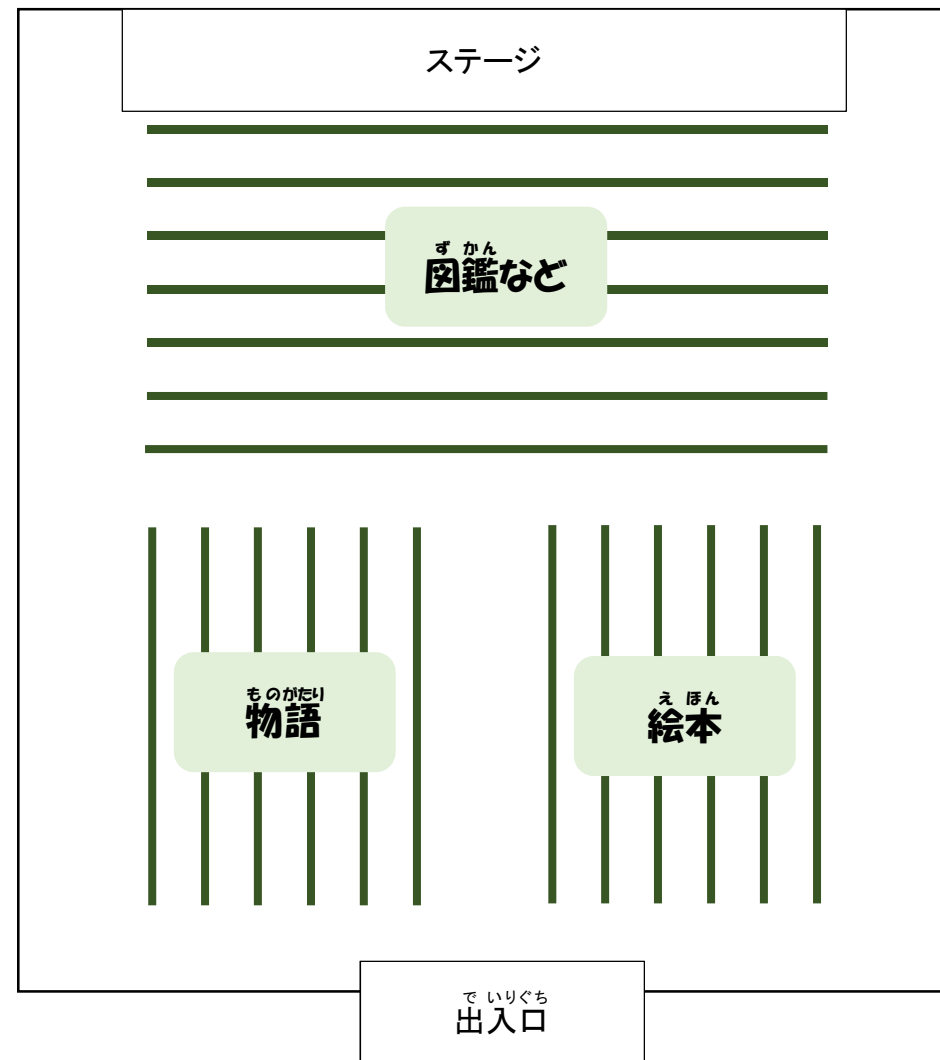 ステージ
ず かん
図鑑など
ものがたり
物語
え ほん
絵本
で いりぐち
出入口